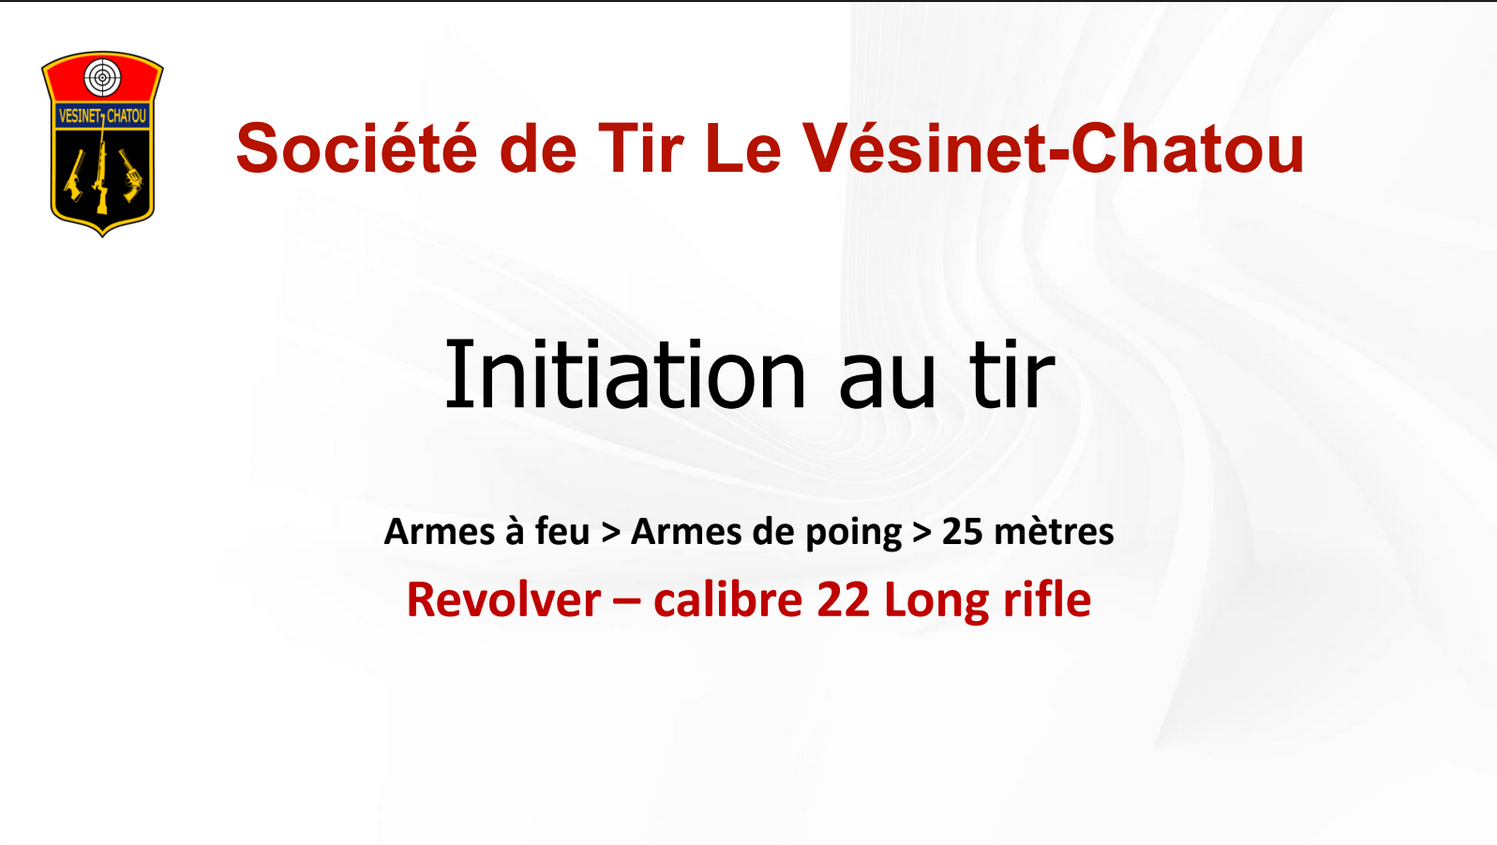 VESINET-CHATOU
Société de Tir Le Vésinet-Chatou
Initiation au tir
Armes à feu > Armes de poing > 25 mètres
Revolver – calibre 22 Long rifle